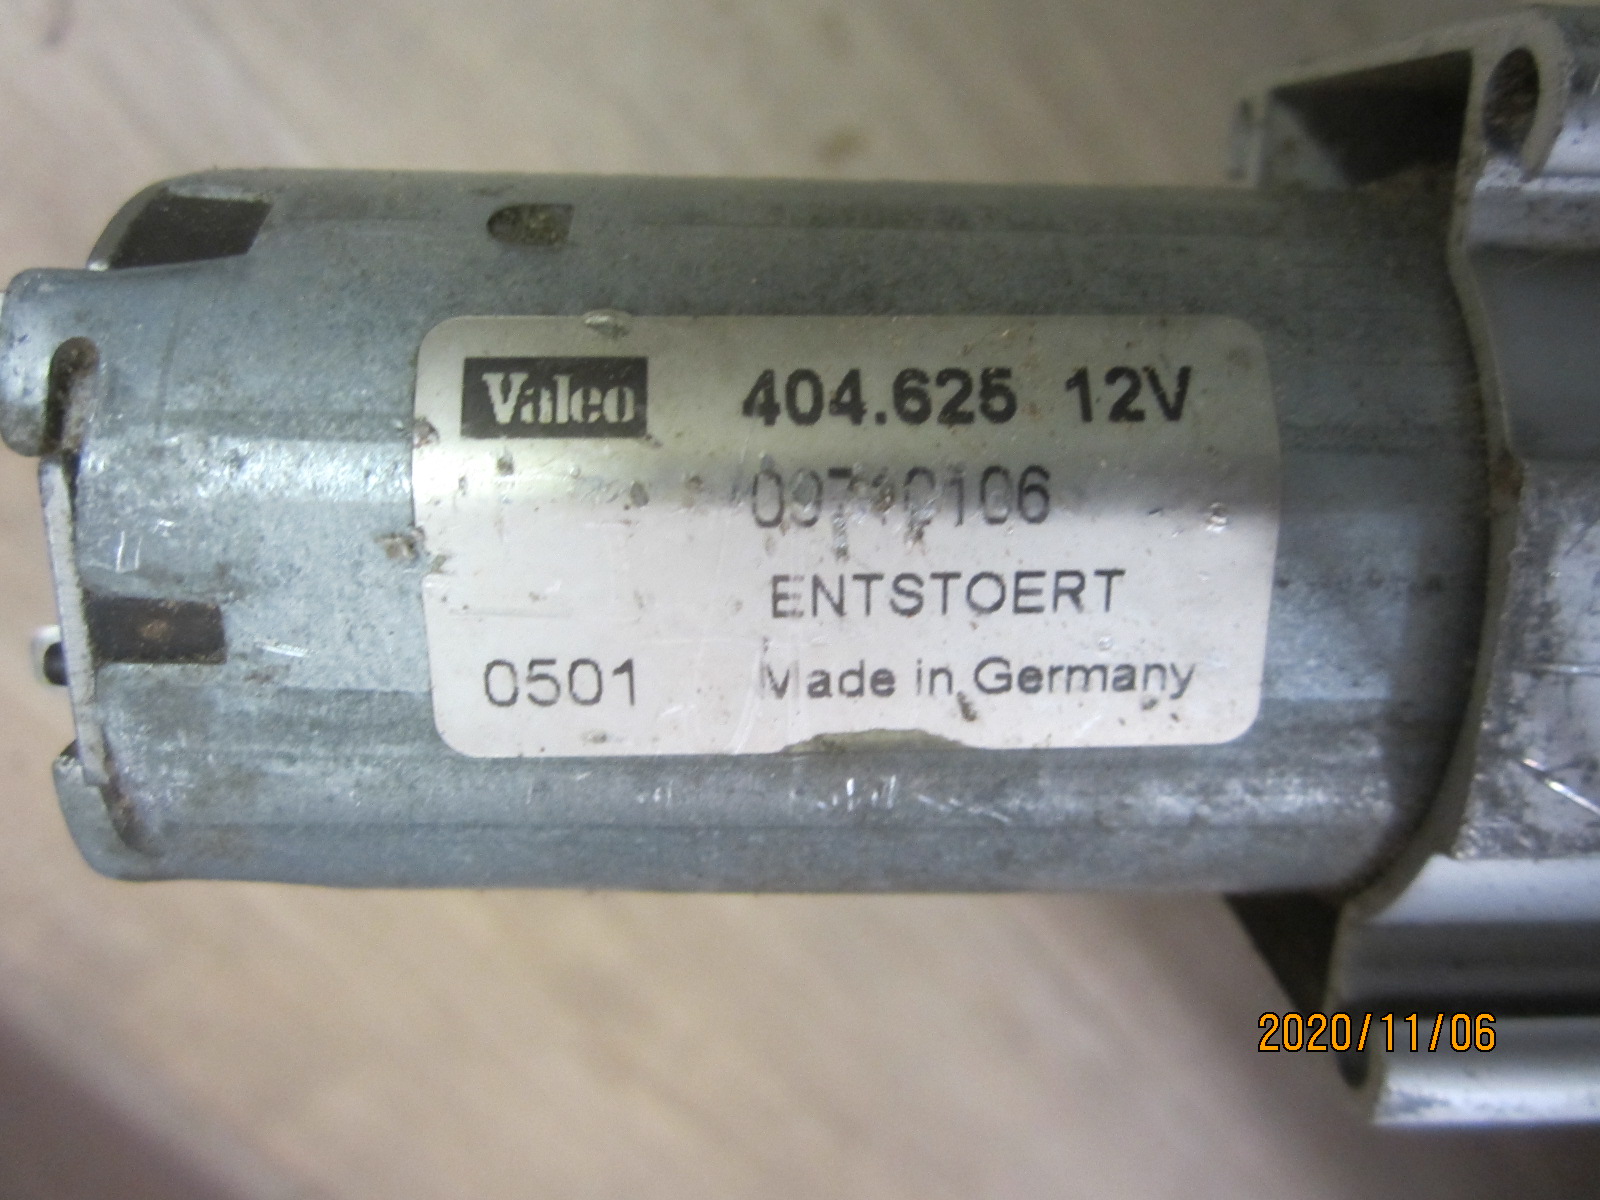 Valeo 404.625 12V
ENTSTOERT
0501 Made in Germany
2020/11/06